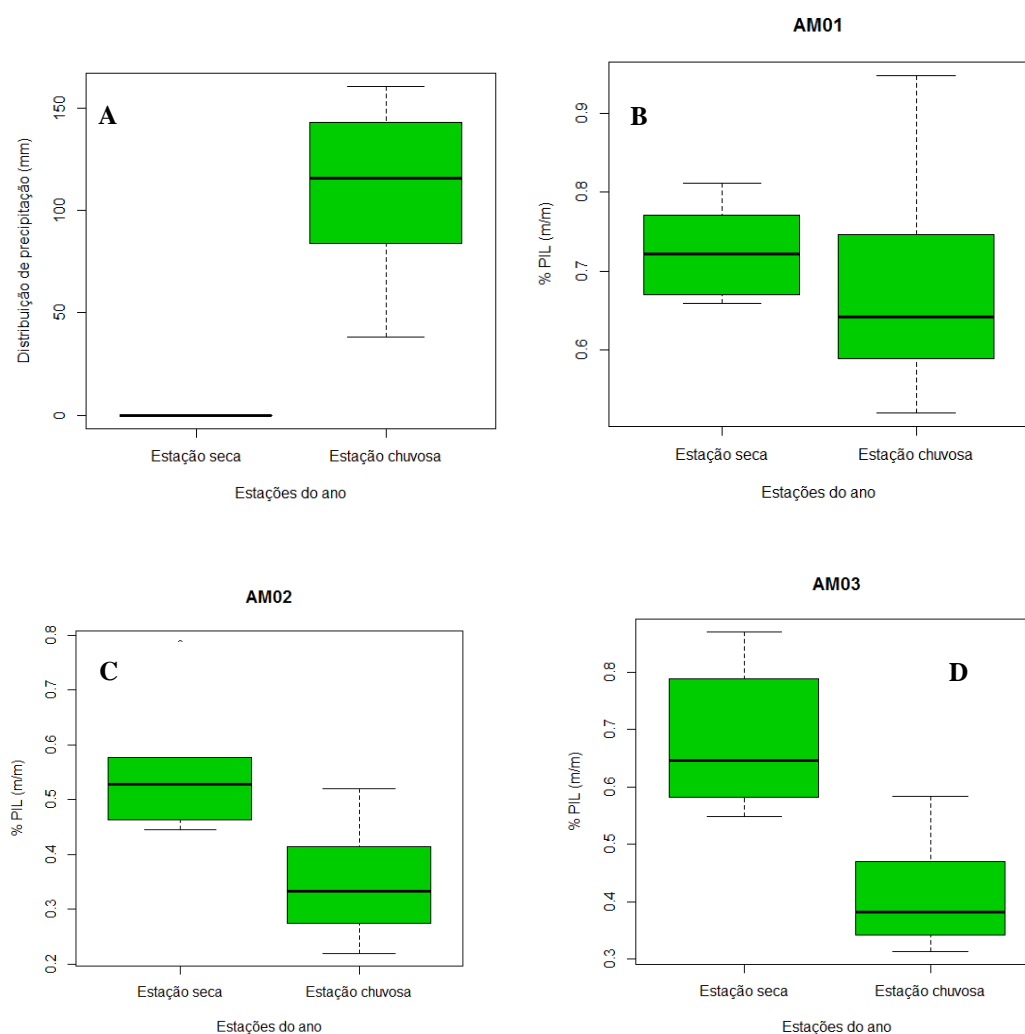 A
Distribuição de precipitação (mm)
150
100
50
0
Estação seca
Estação chuvosa
Estações do ano
AM01
B
% PIL (m/m)
0.9
0.8
0.7
0.6
Estação seca
Estação chuvosa
Estações do ano
AM02
C
% PIL (m/m)
0.8
0.7
0.6
0.5
0.4
0.3
0.2
Estação seca
Estação chuvosa
Estações do ano
AM03
D
% PIL (m/m)
0.8
0.7
0.6
0.5
0.4
0.3
Estação seca
Estação chuvosa
Estações do ano